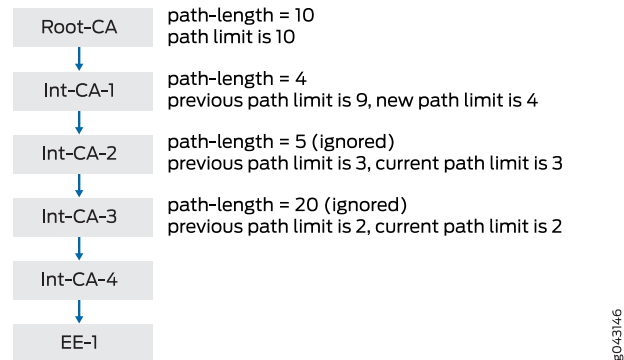 Root-CA
path-length = 10
path limit is 10
Int-CA-1
path-length = 4
previous path limit is 9, new path limit is 4
Int-CA-2
path-length = 5 (ignored)
previous path limit is 3, current path limit is 3
Int-CA-3
path-length = 20 (ignored)
previous path limit is 2, current path limit is 2
Int-CA-4
EE-1
g043146